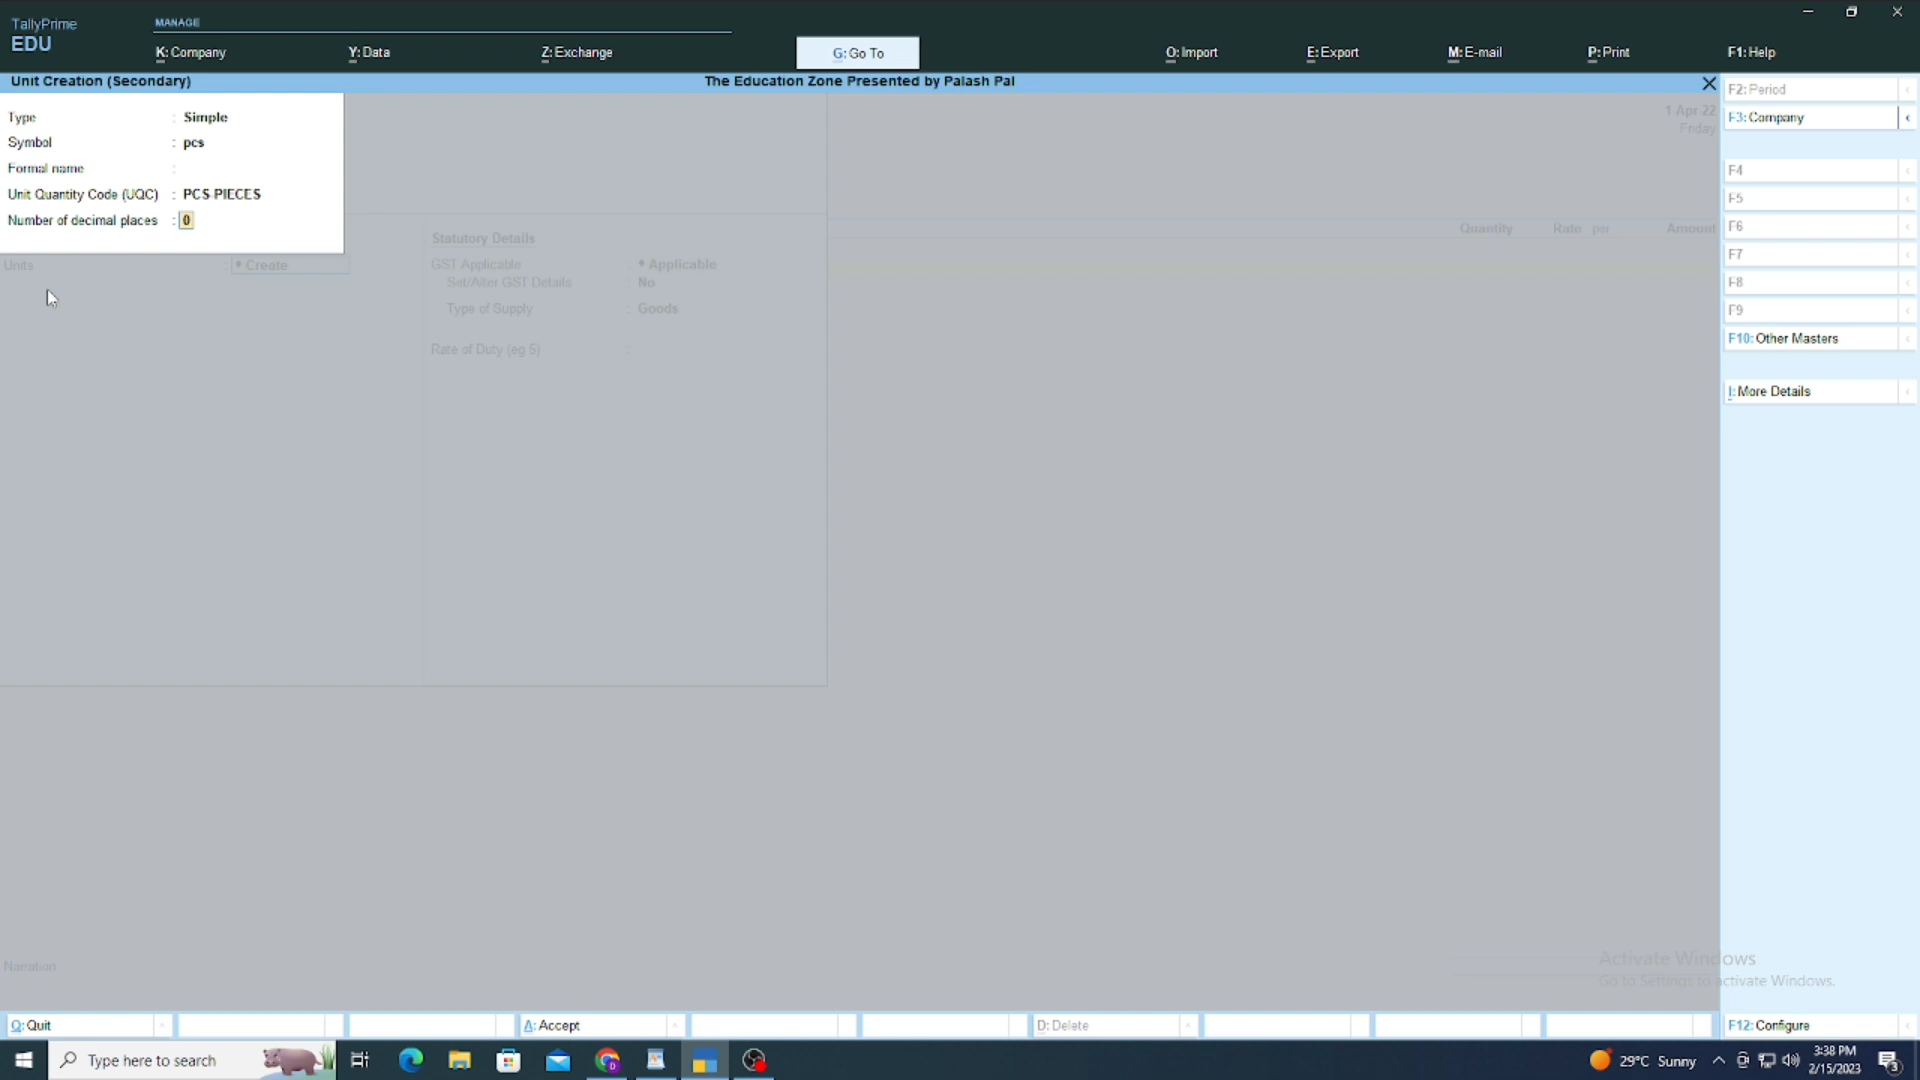 TallyPrime
EDU
MANAGE
K: Company
Y: Data
Z: Exchange
G: Go To
O: Import
E: Export
M: E-mail
P: Print
F1: Help
Unit Creation (Secondary)
The Education Zone Presented by Palash Pal
Type : Simple
Symbol : pcs
Formal name :
Unit Quantity Code (UQC) : PCS-PIECES
Number of decimal places : 0
1-Apr-22
Friday
Quantity Rate per Amount
Units : ♦ Create
Statutory Details
GST Applicable : ♦ Applicable
Set/Alter GST Details : No
Type of Supply : Goods
Rate of Duty (eg 5) :
Narration
F2: Period
F3: Company
F4
F5
F6
F7
F8
F9
F10: Other Masters
I: More Details
Activate Windows
Go to Settings to activate Windows.
Q: Quit
A: Accept
D: Delete
F12: Configure
Type here to search
29°C Sunny
3:38 PM
2/15/2023
3